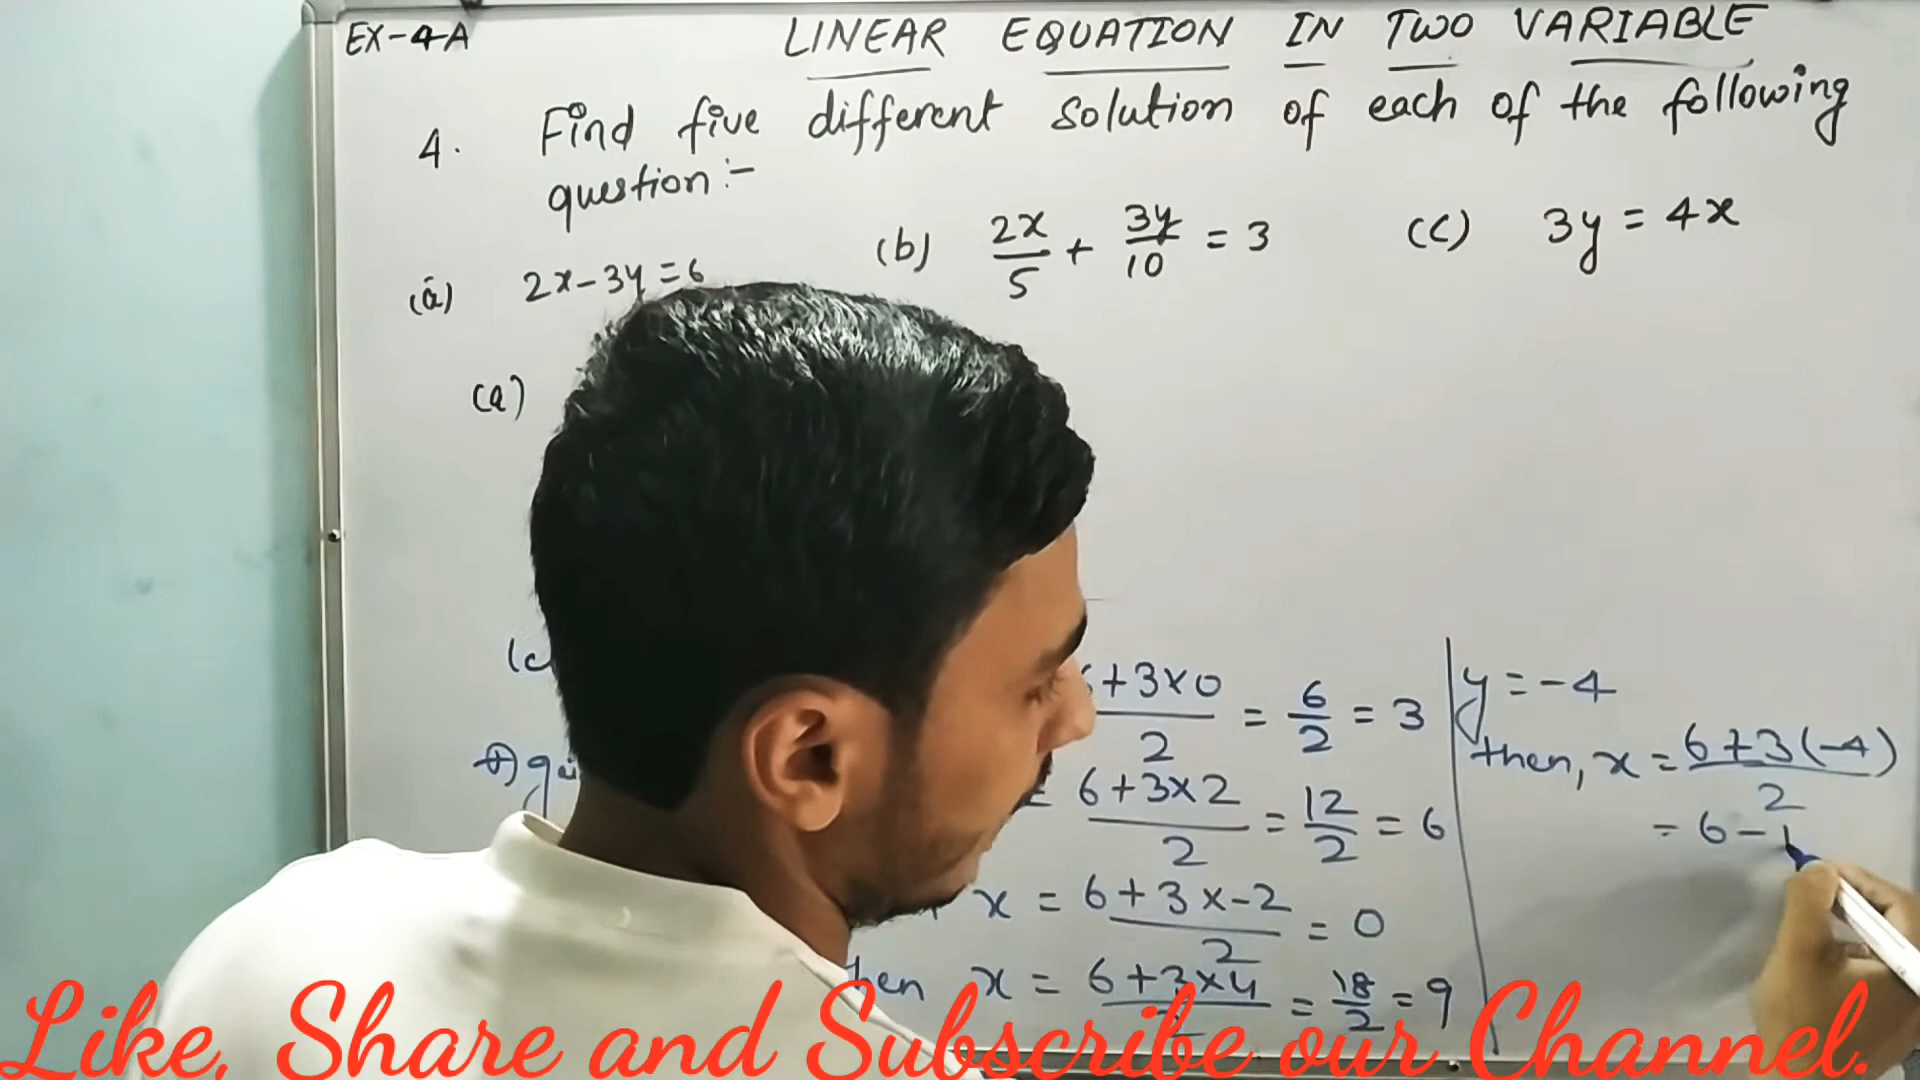 EX-4A
LINEAR EQUATION IN TWO VARIABLE
4. Find five different solution of each of the following
question:-
(a) 2x-3y=6
(b) 2x/5 + 3y/10 = 3
(c) 3y = 4x
(a)
+3×0/2 = 6/2 = 3
= 6+3×2/2 = 12/2 = 6
x = 6+3×-2/2 = 0
x = 6+3×4/2 = 18/2 = 9
y = -4
then, x = 6+3(-4)/2
= 6-1
Like, Share and Subscribe our Channel.